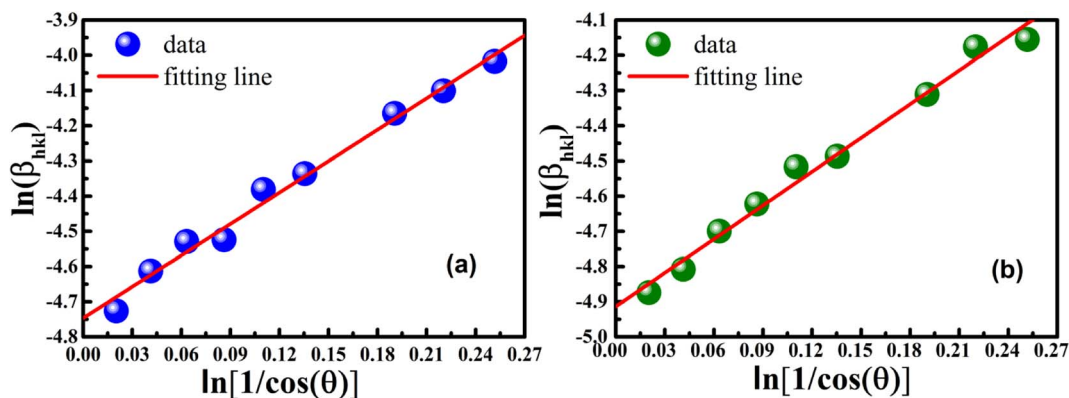 -3.9
-4.0
-4.1
-4.2
-4.3
-4.4
-4.5
-4.6
-4.7
-4.8
ln(βhkl)
data
fitting line
(a)
0.00 0.03 0.06 0.09 0.12 0.15 0.18 0.21 0.24 0.27
ln[1/cos(θ)]
-4.1
-4.2
-4.3
-4.4
-4.5
-4.6
-4.7
-4.8
-4.9
-5.0
ln(βhkl)
data
fitting line
(b)
0.00 0.03 0.06 0.09 0.12 0.15 0.18 0.21 0.24 0.27
ln[1/cos(θ)]